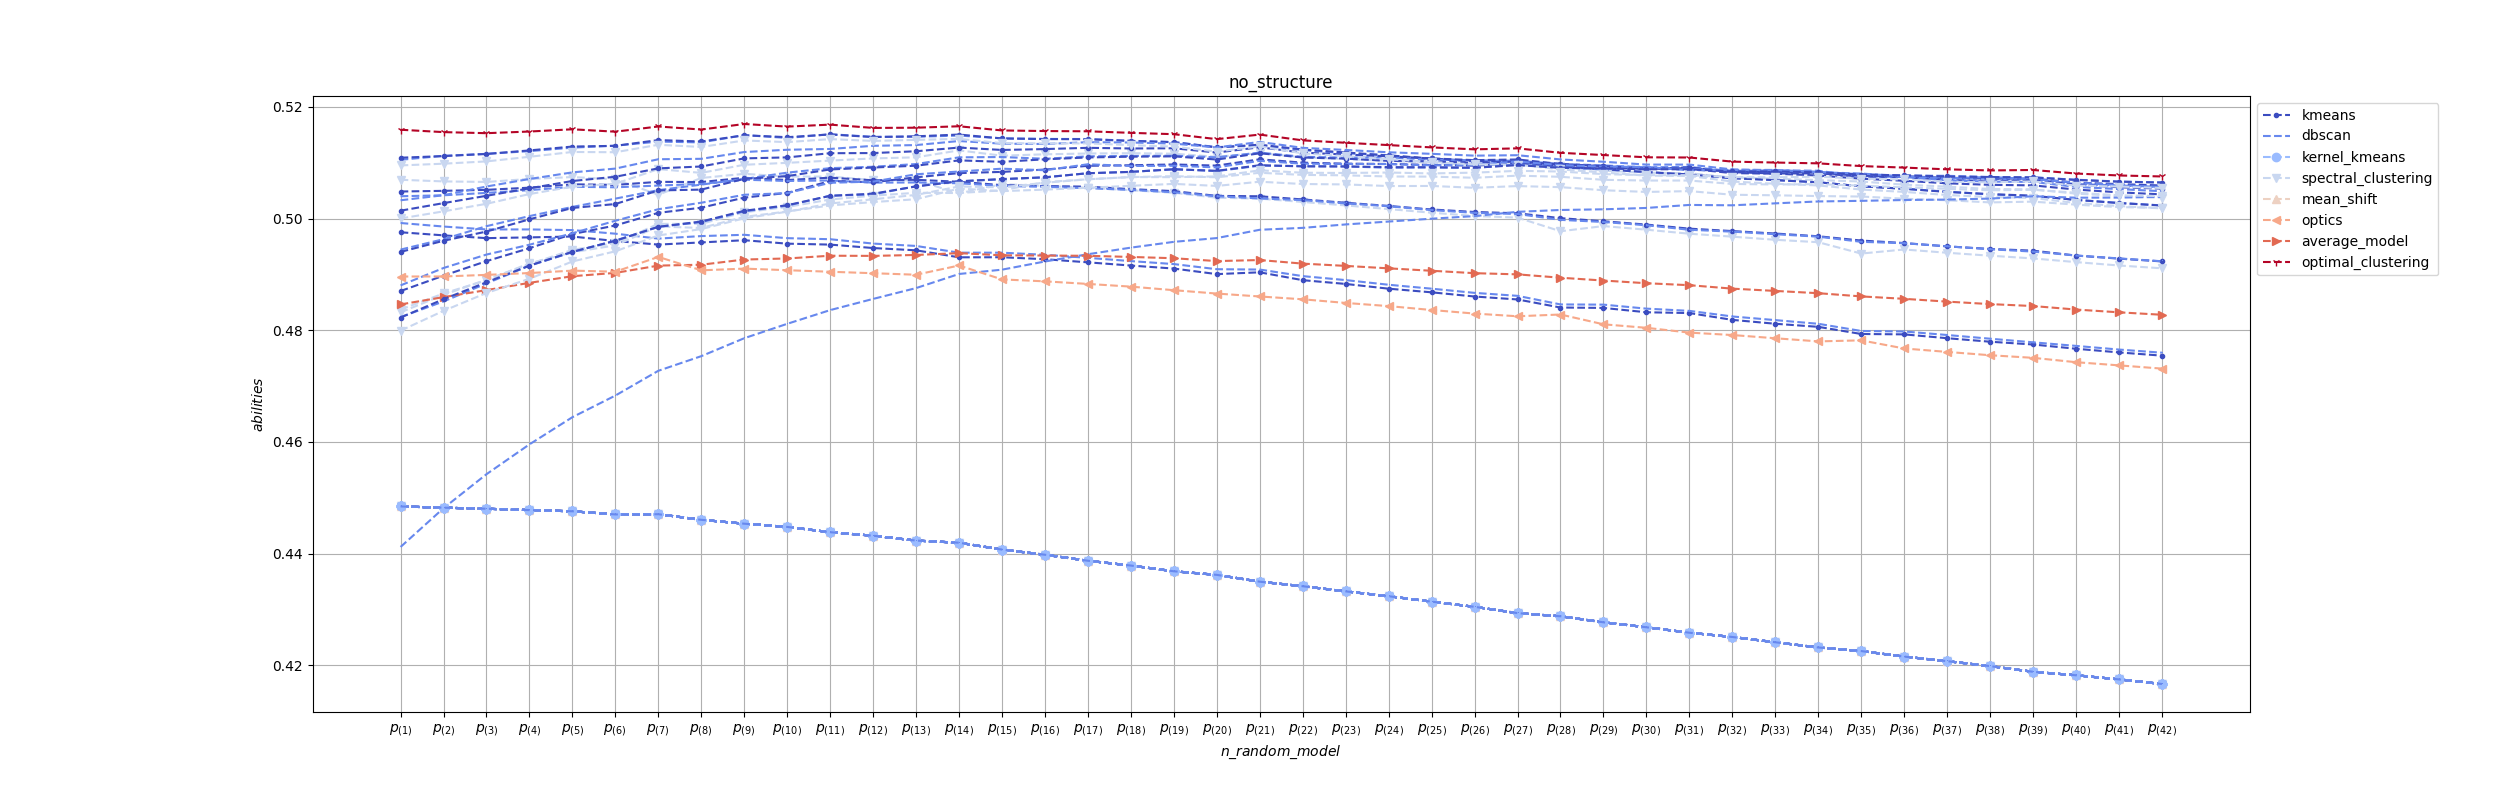 no_structure
0.52
0.50
0.48
0.46
0.44
0.42
abilities
p(1) p(2) p(3) p(4) p(5) p(6) p(7) p(8) p(9) p(10) p(11) p(12) p(13) p(14) p(15) p(16) p(17) p(18) p(19) p(20) p(21) p(22) p(23) p(24) p(25) p(26) p(27) p(28) p(29) p(30) p(31) p(32) p(33) p(34) p(35) p(36) p(37) p(38) p(39) p(40) p(41) p(42)
n_random_model
kmeans
dbscan
kernel_kmeans
spectral_clustering
mean_shift
optics
average_model
optimal_clustering